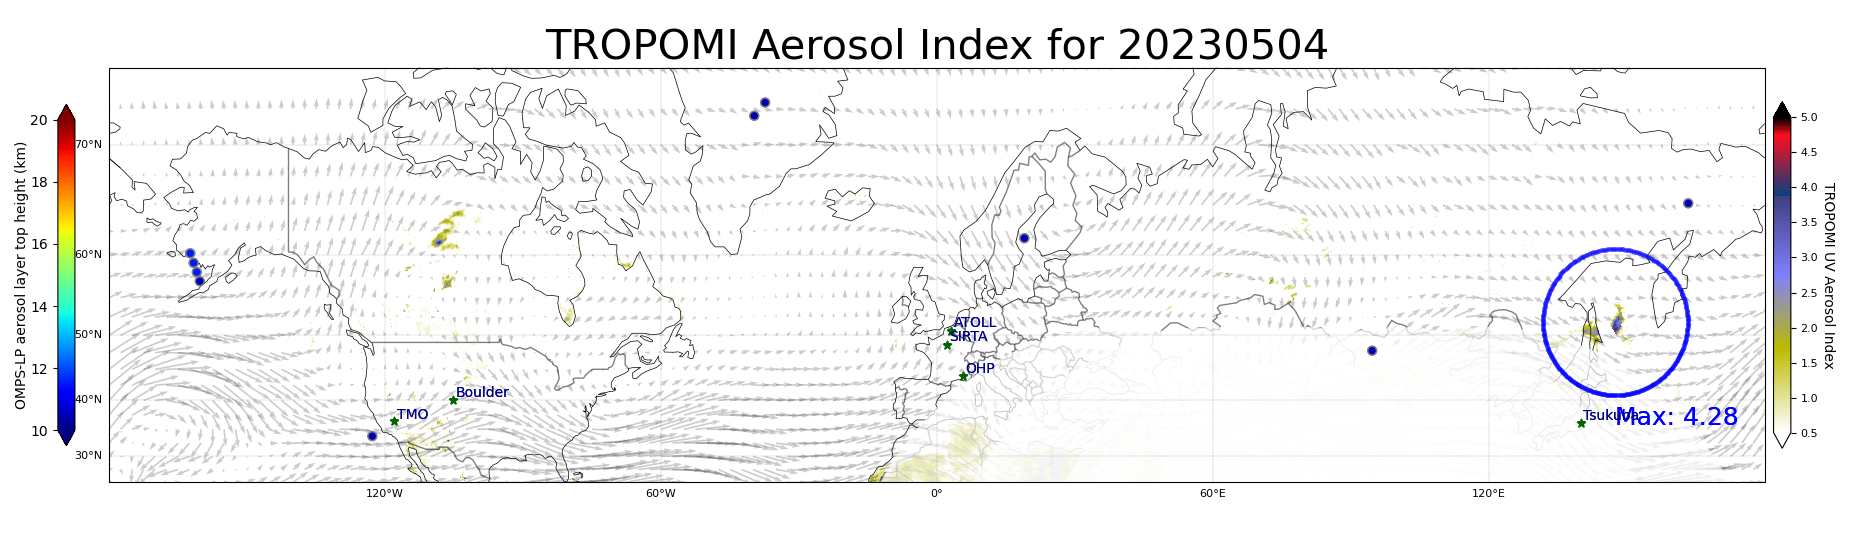 TROPOMI Aerosol Index for 20230504
OMPS-LP aerosol layer top height (km)
20
18
16
14
12
10
70°N
60°N
50°N
40°N
30°N
120°W
60°W
0°
60°E
120°E
ATOLL
SIRTA
OHP
Boulder
TMO
Tsukuba
Max: 4.28
5.0
4.5
4.0
3.5
3.0
2.5
2.0
1.5
1.0
0.5
TROPOMI UV Aerosol Index